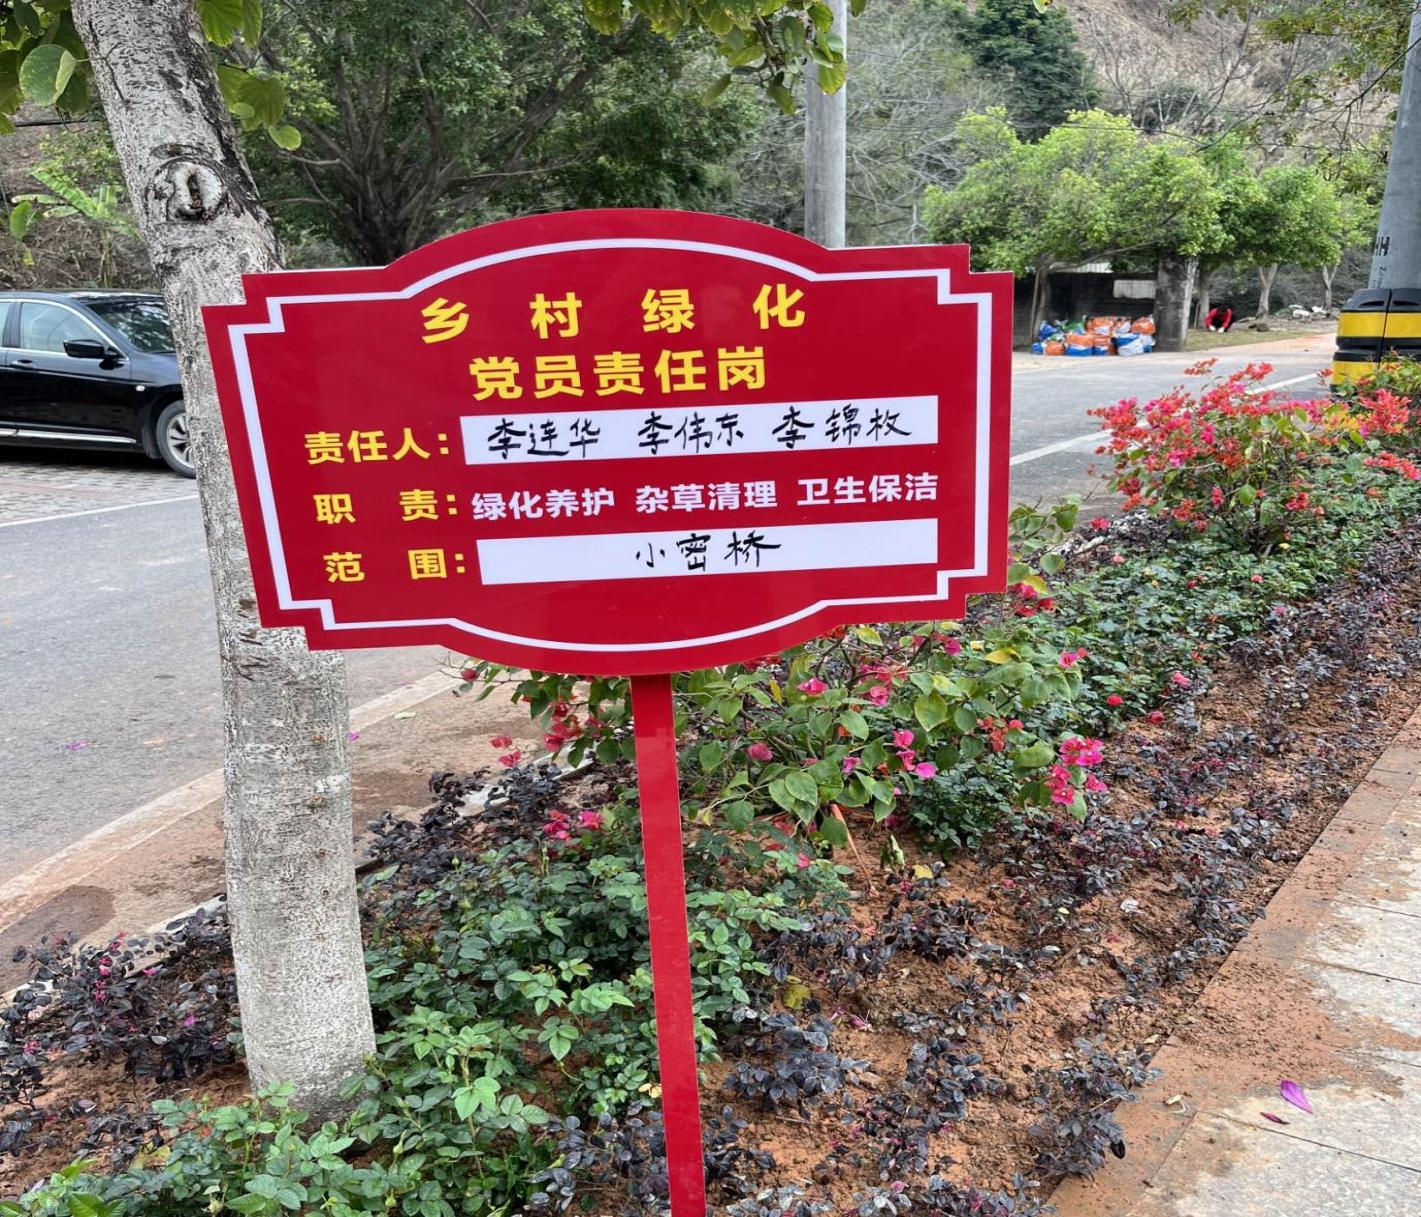 乡村绿化
党员责任岗
责任人：李连华 李伟东 李锦枚
职责：绿化养护 杂草清理 卫生保洁
范围：小密桥